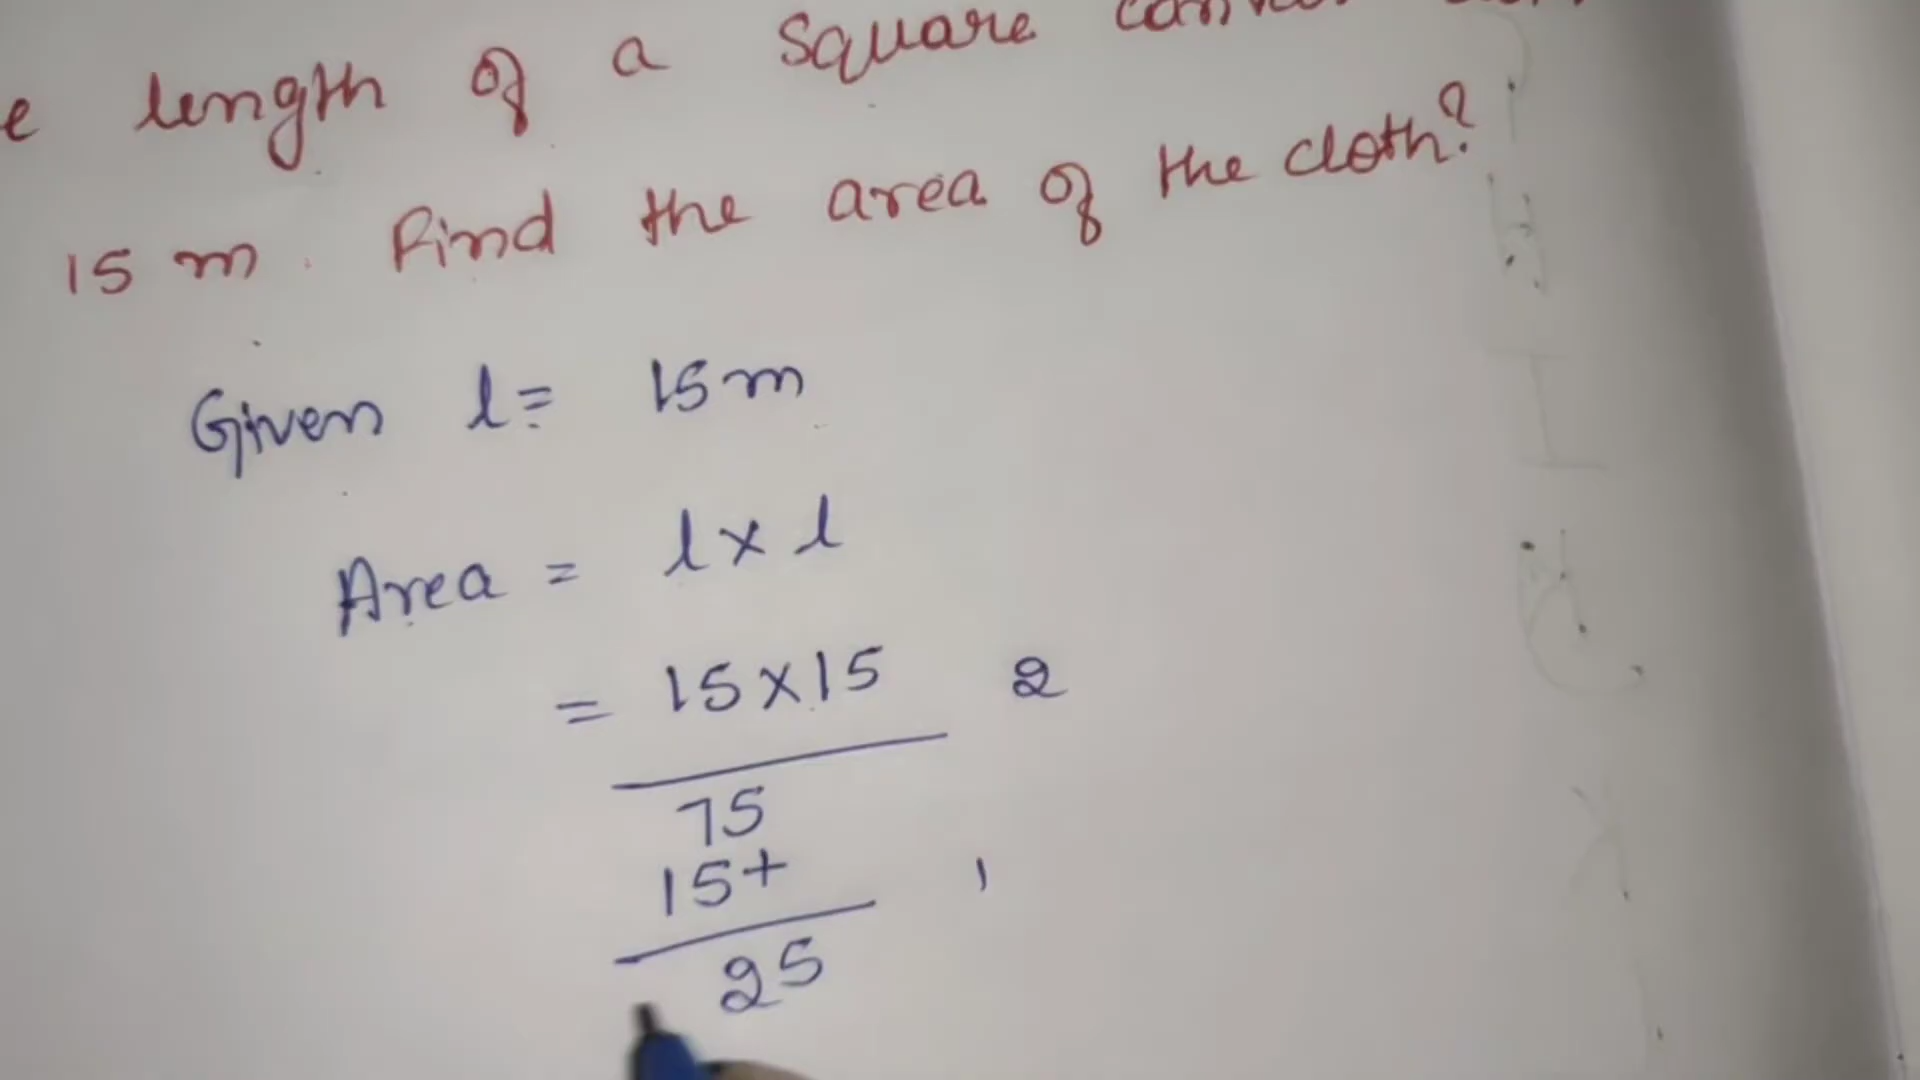 length of a square
15 m. Find the area of the cloth?
Given l = 15 m
Area = l x l
= 15 x 15 2
75
15+ 1
25